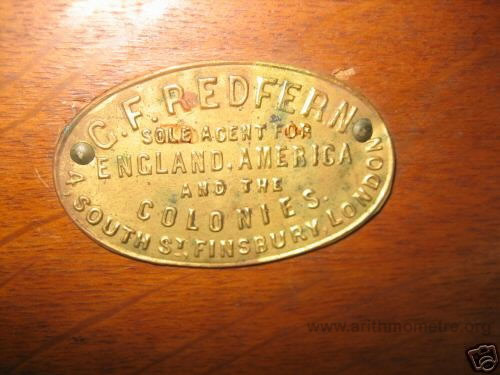 G.F. REDFERN
SOLE AGENT FOR
ENGLAND, AMERICA
AND THE
COLONIES.
4, SOUTH ST, FINSBURY, LONDON
www.arithmometre.org